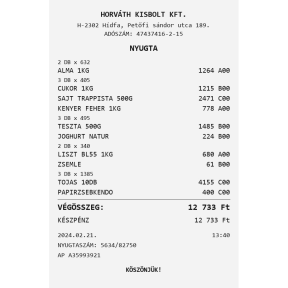 HORVÁTH KISBOLT KFT.
H-2302 Hídfa, Petőfi sándor utca 189.
ADÓSZÁM: 47437416-2-15
NYUGTA
2 DB x 632
ALMA 1KG 1264 A00
3 DB x 405
CUKOR 1KG 1215 B00
SAJT TRAPPISTA 500G 2471 C00
KENYER FEHER 1KG 778 A00
3 DB x 495
TESZTA 500G 1485 B00
JOGHURT NATUR 224 B00
2 DB x 340
LISZT BL55 1KG 680 A00
ZSEMLE 61 B00
3 DB x 1385
TOJAS 10DB 4155 C00
PAPIRZSEBKENDO 400 C00
VÉGÖSSZEG: 12 733 Ft
KÉSZPÉNZ 12 733 Ft
2024.02.21. 13:40
NYUGTASZÁM: 5634/82750
AP A35993921
KÖSZÖNJÜK!